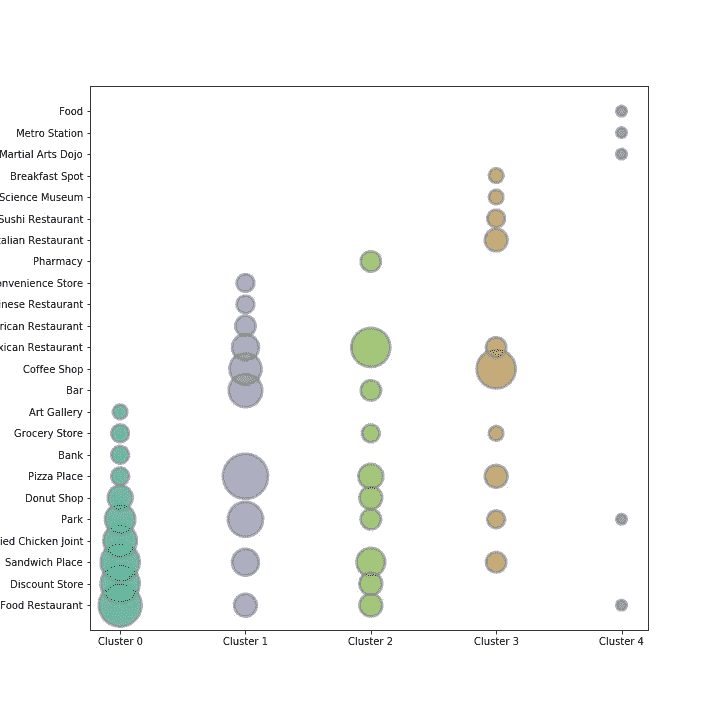 Food
Metro Station
Martial Arts Dojo
Breakfast Spot
Science Museum
Sushi Restaurant
talian Restaurant
Pharmacy
onvenience Store
inese Restaurant
rican Restaurant
xican Restaurant
Coffee Shop
Bar
Art Gallery
Grocery Store
Bank
Pizza Place
Donut Shop
Park
ied Chicken Joint
Sandwich Place
Discount Store
Food Restaurant
Cluster 0 Cluster 1 Cluster 2 Cluster 3 Cluster 4